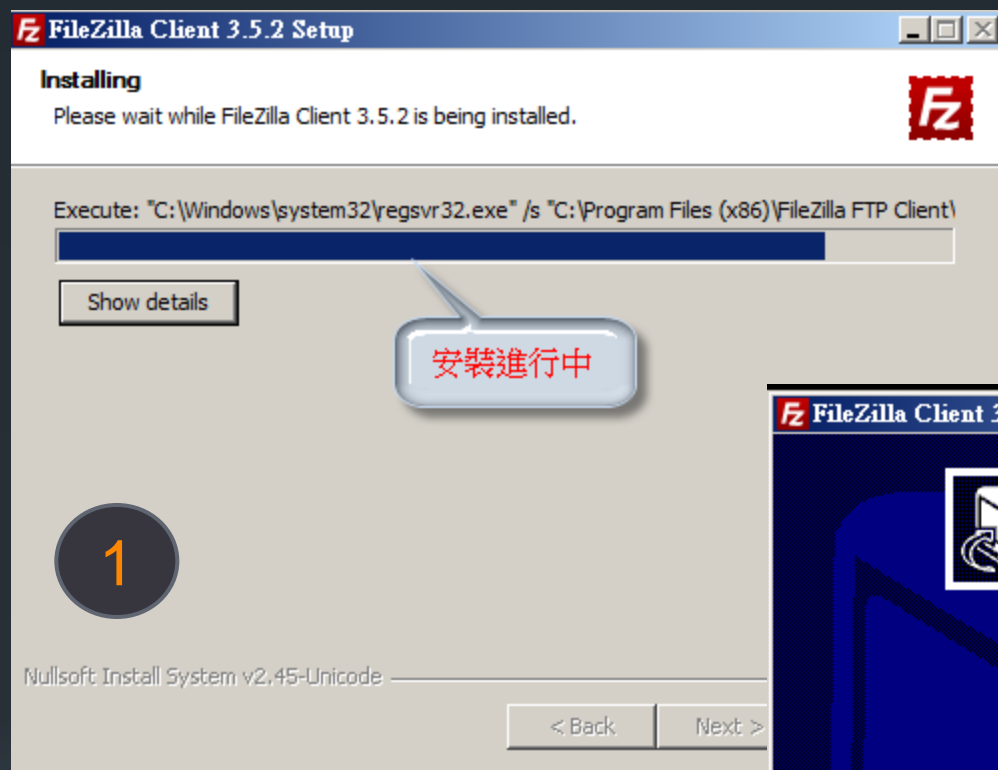 FileZilla Client 3.5.2 Setup
Installing
Please wait while FileZilla Client 3.5.2 is being installed.
Execute: "C:\Windows\system32\regsvr32.exe" /s "C:\Program Files (x86)\FileZilla FTP Client\
Show details
安裝進行中
FileZilla Client 3
1
Nullsoft Install System v2.45-Unicode
< Back Next >